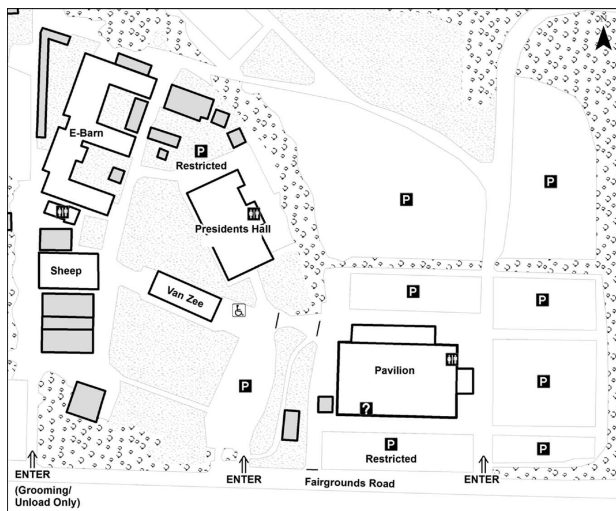 E-Barn
P
Restricted
P
P
Presidents Hall
Sheep
Van Zee
P
P
Pavilion
P
?
P
Restricted
P
ENTER
(Grooming/
Unload Only)
ENTER
Fairgrounds Road
ENTER